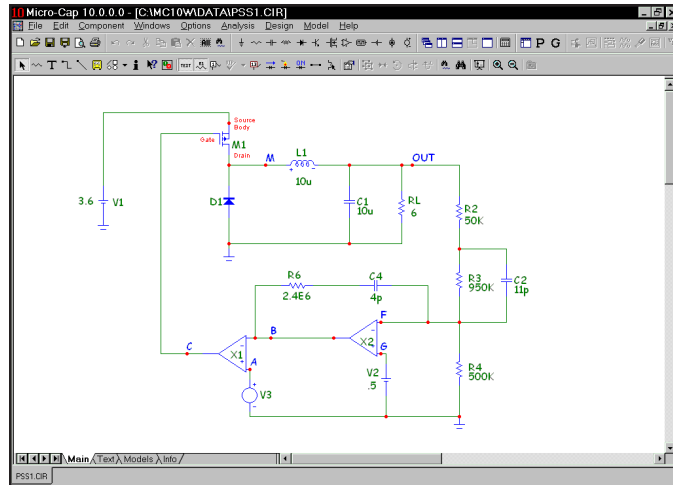 Micro-Cap 10.0.0.0 - [C:\MC10W\DATA\PSS1.CIR]
File Edit Component Windows Options Analysis Design Model Help
T P G
T i TEXT R1 ON
Source
Body
Gate
M1
Drain
M
L1
10u
OUT
3.6 V1
D1
C1
10u
RL
6
R2
50K
R6
2.4E6
C4
4p
R3
950K
C2
11p
F
B
C
X1
X2
A
G
V2
.5
R4
500K
V3
Main Text Models Info
PSS1.CIR